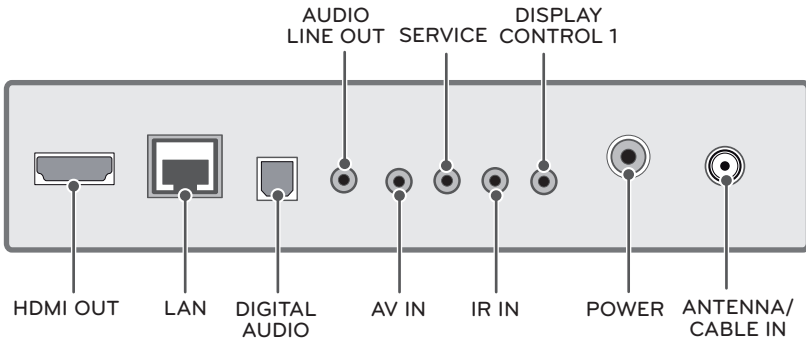 AUDIO
LINE OUT
SERVICE
DISPLAY
CONTROL 1
HDMI OUT
LAN
DIGITAL
AUDIO
AV IN
IR IN
POWER
ANTENNA/
CABLE IN